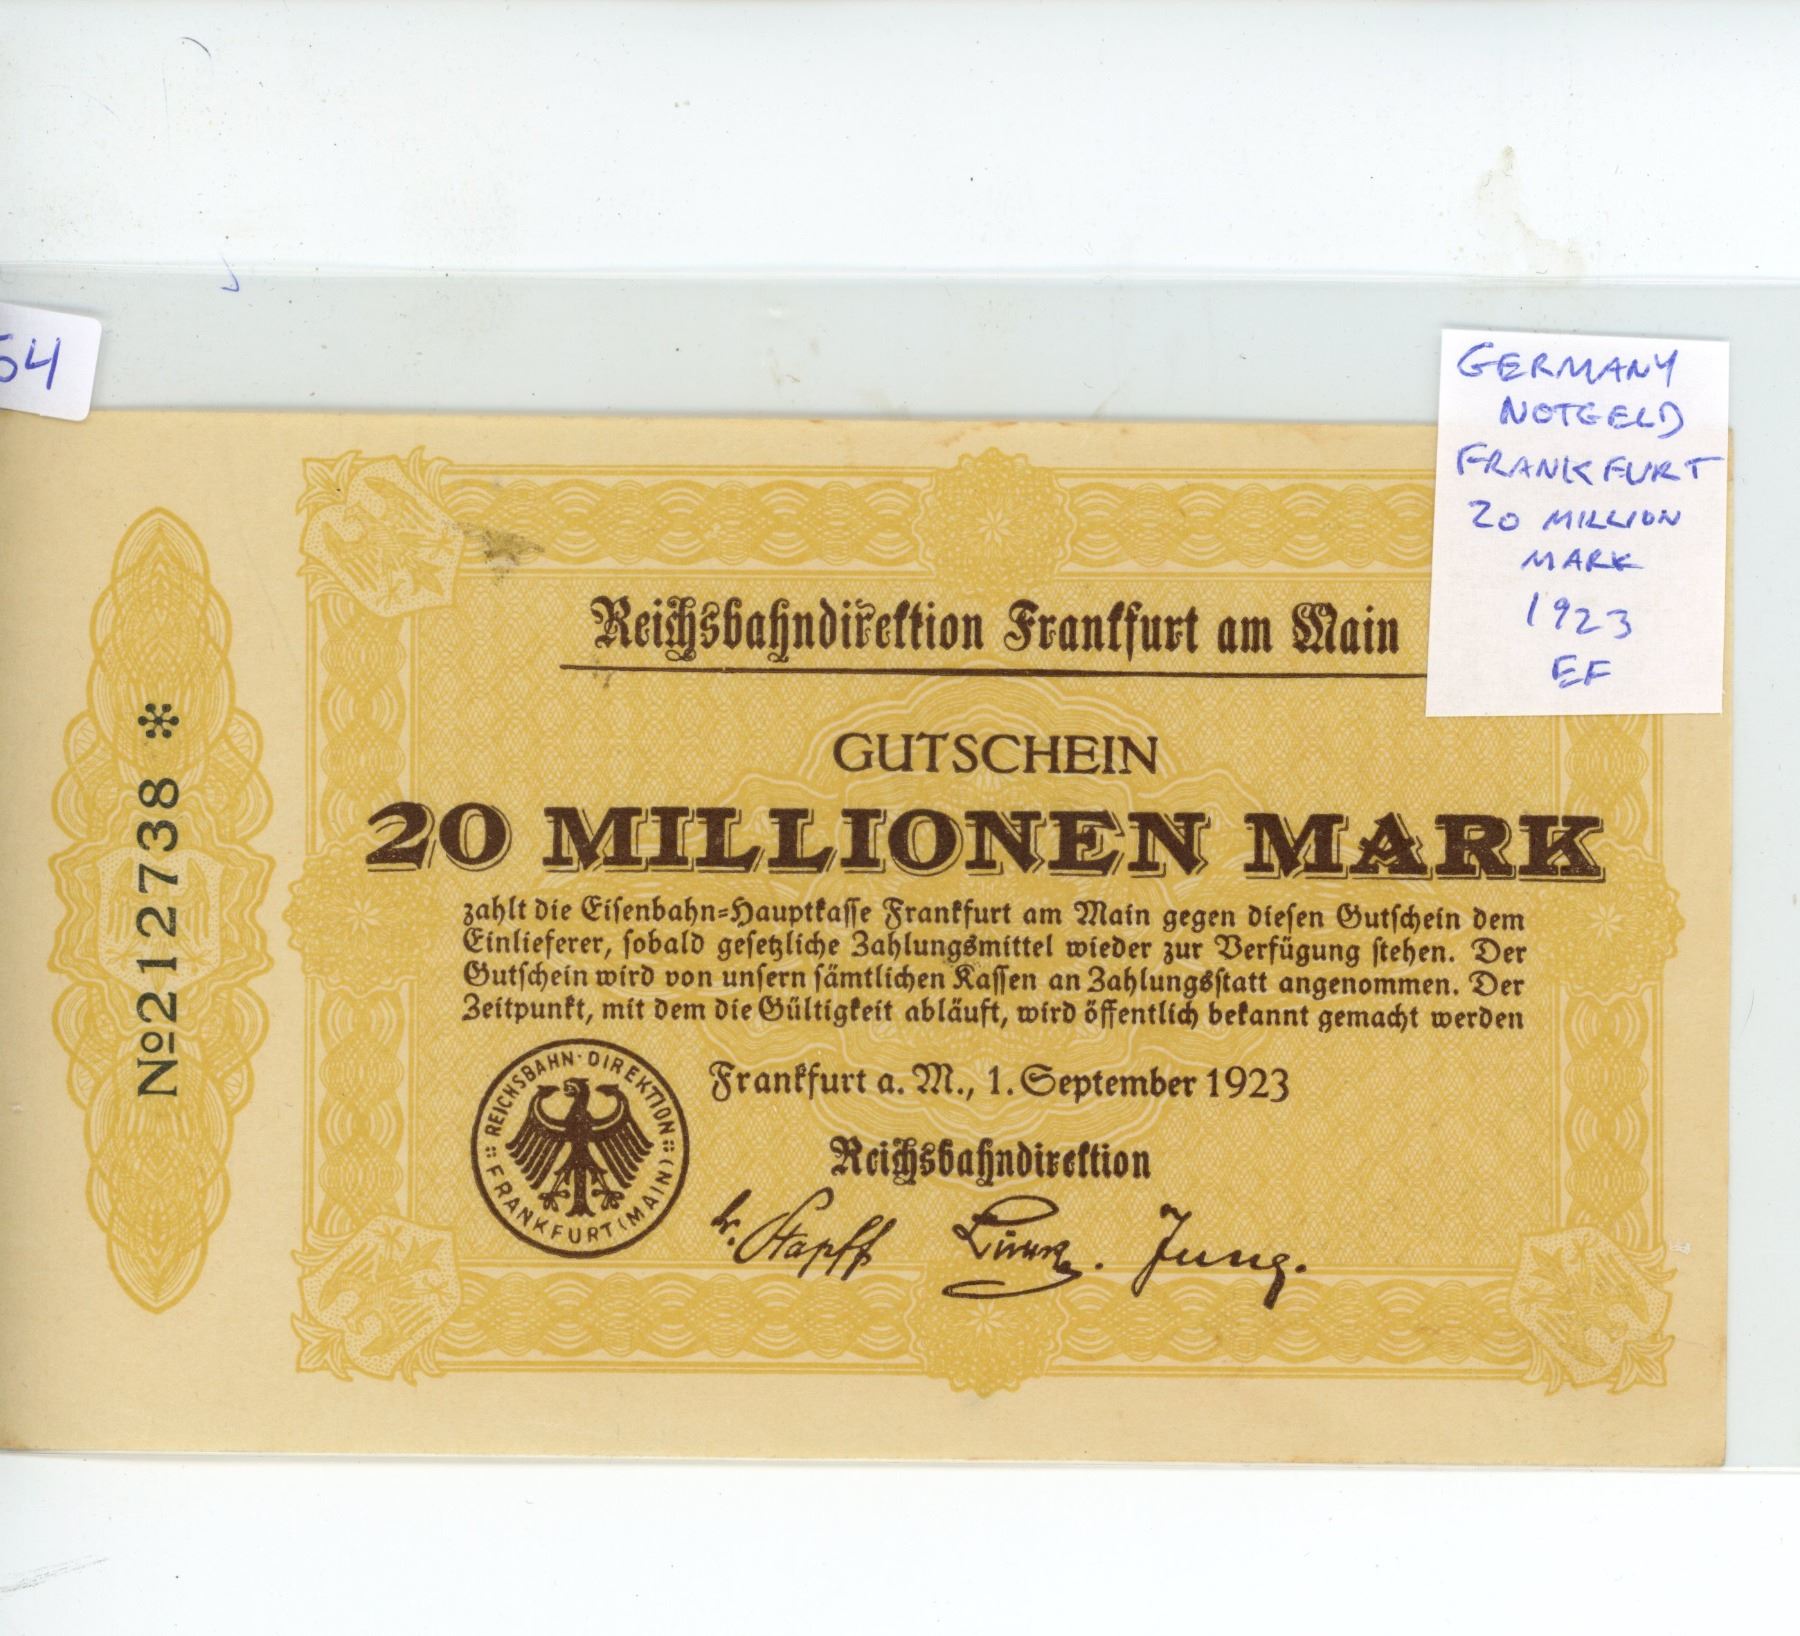 54
GERMANY
NOTGELD
FRANKFURT
20 MILLION
MARK
1923
EF
Reichsbahndirektion Frankfurt am Main
GUTSCHEIN
20 MILLIONEN MARK
zahlt die Eisenbahn=Hauptkasse Frankfurt am Main gegen diesen Gutschein dem
Einlieferer, sobald gesetzliche Zahlungsmittel wieder zur Verfügung stehen. Der
Gutschein wird von unsern sämtlichen Kassen an Zahlungsstatt angenommen. Der
Zeitpunkt, mit dem die Gültigkeit abläuft, wird öffentlich bekannt gemacht werden
Frankfurt a. M., 1. September 1923
Reichsbahndirektion
REICHSBAHN-DIREKTION
FRANKFURT (MAIN)
Stapff
Jung.
№212738 *